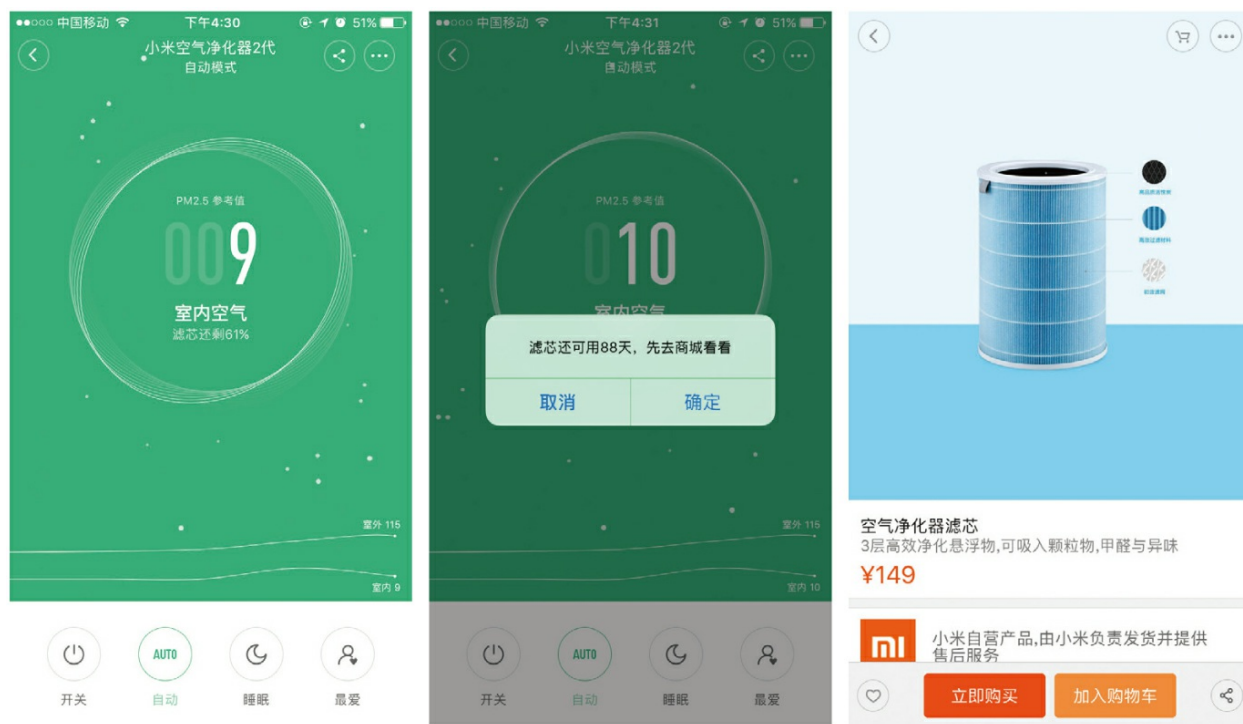 中国移动 下午4:30 51%
小米空气净化器2代
自动模式
PM2.5 参考值
009
室内空气
滤芯还剩61%
室外 115
室内 9
AUTO
开关 自动 睡眠 最爱
中国移动 下午4:31 51%
小米空气净化器2代
自动模式
PM2.5 参考值
010
室内空气
滤芯还可用88天，先去商城看看
取消 确定
室外 115
室内 10
AUTO
开关 自动 睡眠 最爱
空气净化器滤芯
3层高效净化悬浮物,可吸入颗粒物,甲醛与异味
¥149
mi
小米自营产品,由小米负责发货并提供
售后服务
立即购买 加入购物车